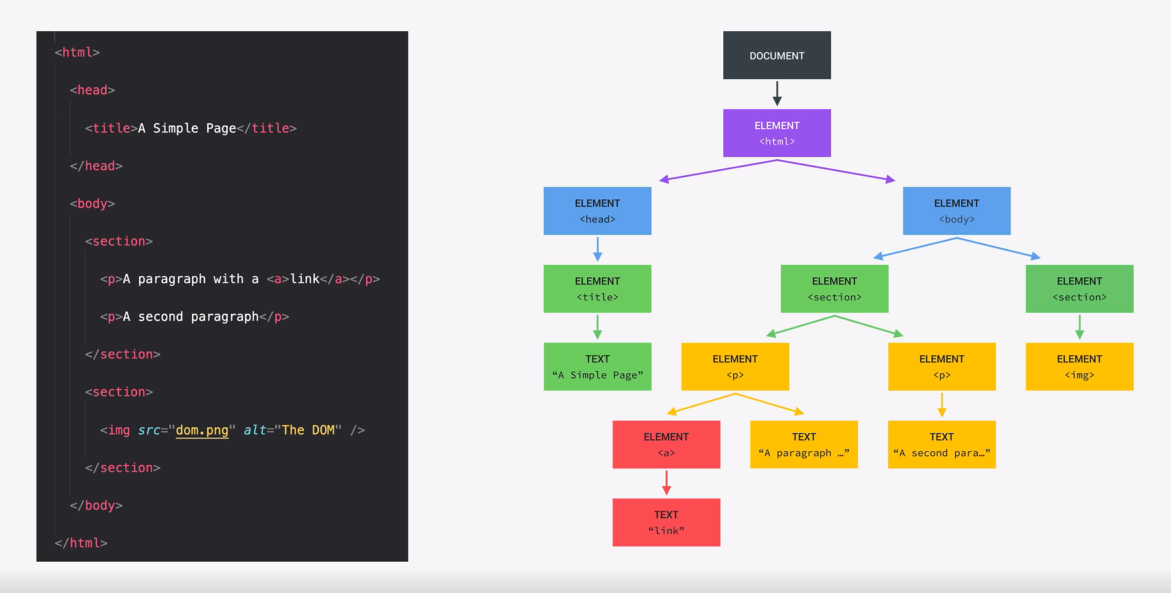 <html>
<head>
<title>A Simple Page</title>
</head>
<body>
<section>
<p>A paragraph with a <a>link</a></p>
<p>A second paragraph</p>
</section>
<section>
<img src="dom.png" alt="The DOM" />
</section>
</body>
</html>
DOCUMENT
ELEMENT
<html>
ELEMENT
<head>
ELEMENT
<body>
ELEMENT
<title>
ELEMENT
<section>
ELEMENT
<section>
TEXT
“A Simple Page”
ELEMENT
<p>
ELEMENT
<p>
ELEMENT
<img>
ELEMENT
<a>
TEXT
“A paragraph …”
TEXT
“A second para…”
TEXT
“link”